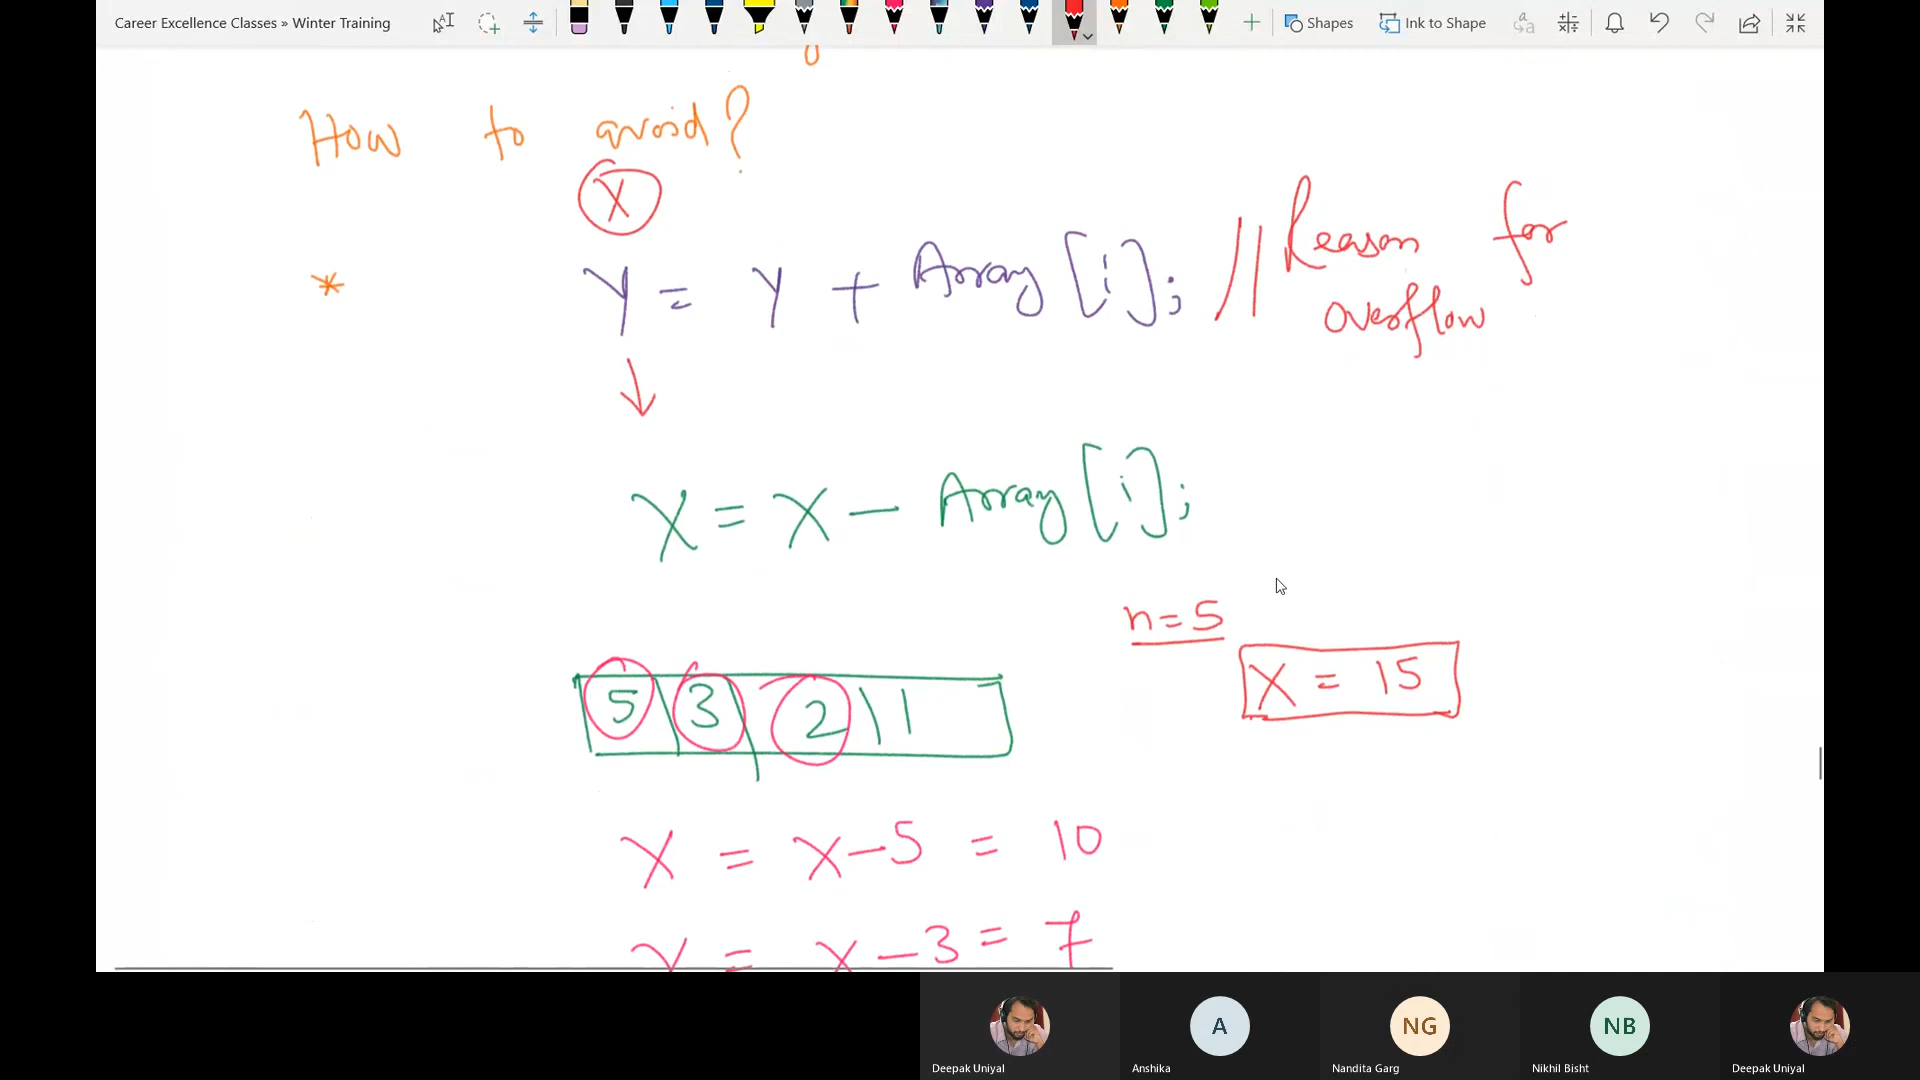 Career Excellence Classes » Winter Training
Shapes
Ink to Shape
How to avoid?
X
* Y = Y + Array[i]; // Reason for
overflow
X = X - Array[i];
n = 5
X = 15
5 3 2 1
X = X - 5 = 10
X = X - 3 = 7
A
NG
NB
Deepak Uniyal
Anshika
Nandita Garg
Nikhil Bisht
Deepak Uniyal